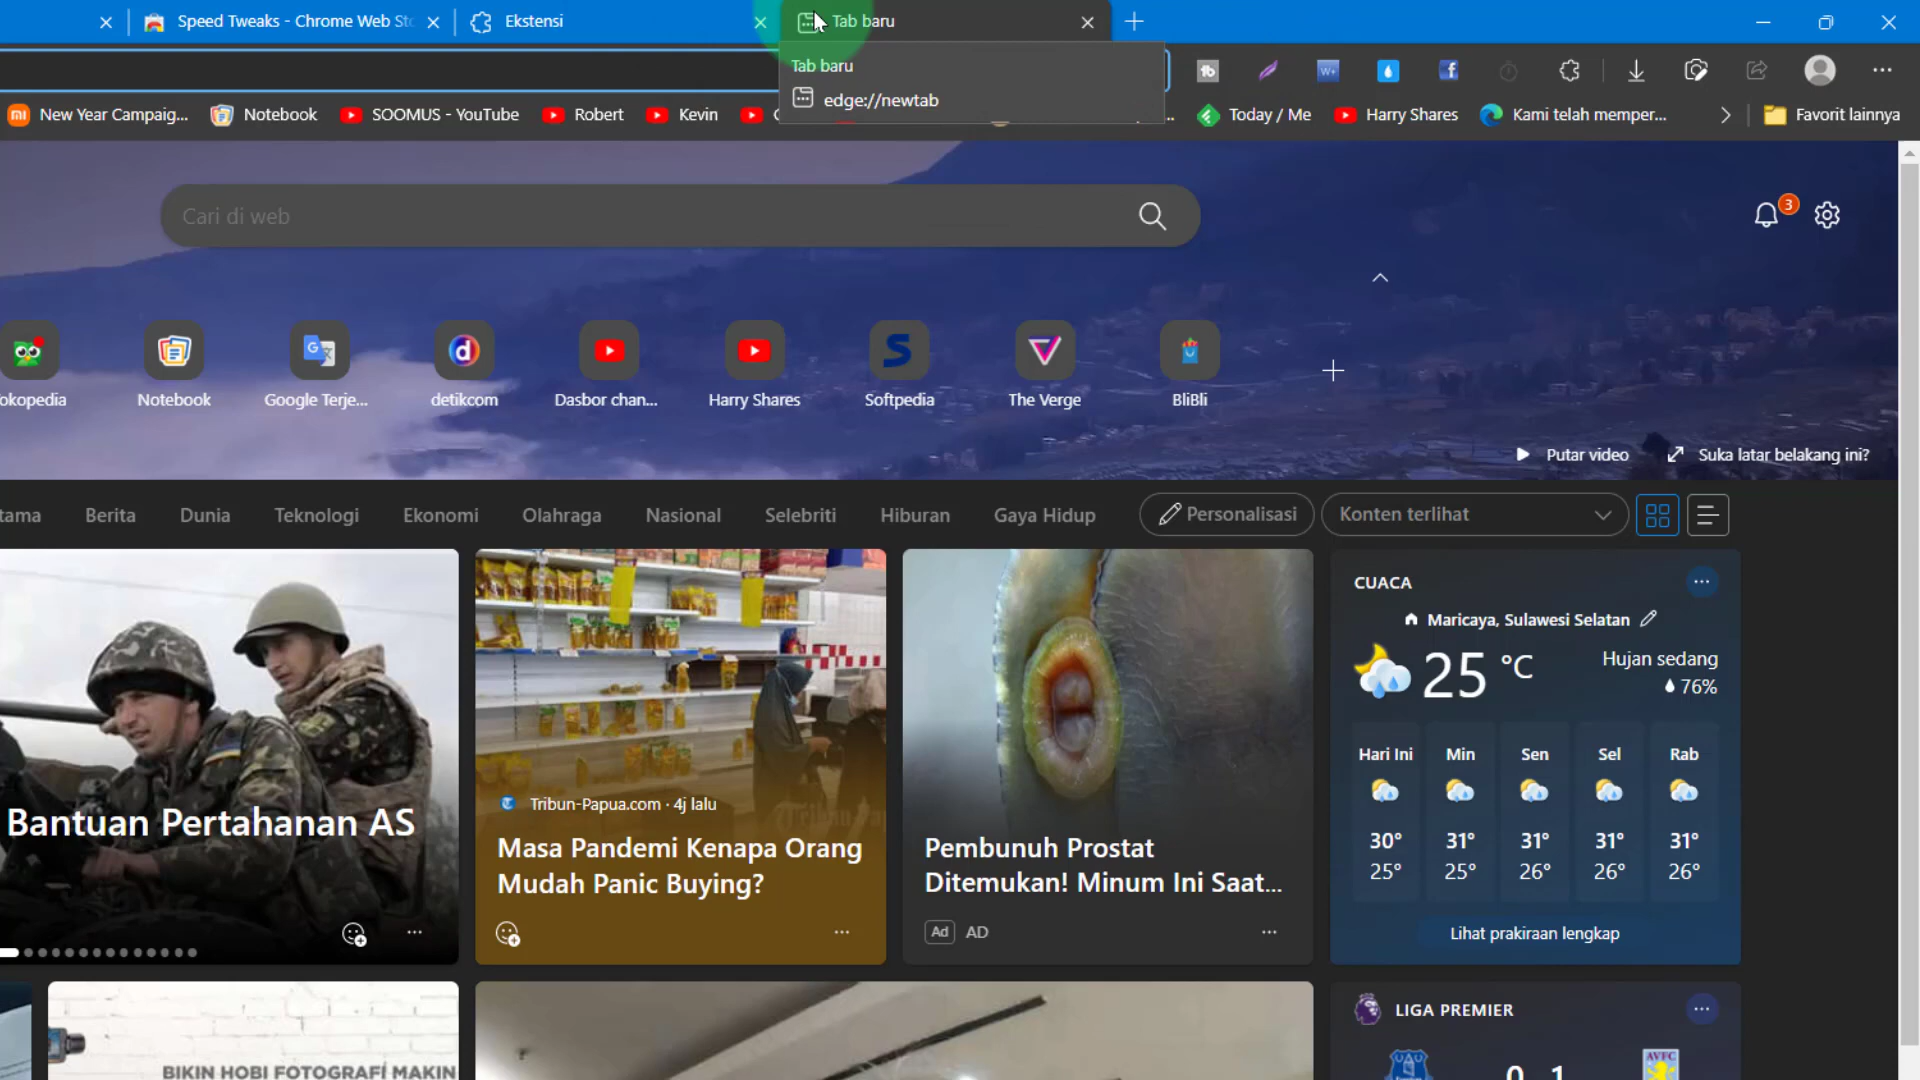 Speed Tweaks - Chrome Web Sto
Ekstensi
Tab baru
Tab baru
edge://newtab
New Year Campaig...
Notebook
SOOMUS - YouTube
Robert
Kevin
Today / Me
Harry Shares
Kami telah memper...
Favorit lainnya
Cari di web
3
okopedia
Notebook
Google Terje...
detikcom
Dasbor chan...
Harry Shares
Softpedia
The Verge
BliBli
Putar video
Suka latar belakang ini?
tama
Berita
Dunia
Teknologi
Ekonomi
Olahraga
Nasional
Selebriti
Hiburan
Gaya Hidup
Personalisasi
Konten terlihat
Bantuan Pertahanan AS
Tribun-Papua.com · 4j lalu
Masa Pandemi Kenapa Orang
Mudah Panic Buying?
Pembunuh Prostat
Ditemukan! Minum Ini Saat...
Ad AD
CUACA
Maricaya, Sulawesi Selatan
25 °C
Hujan sedang
76%
Hari Ini Min Sen Sel Rab
30° 31° 31° 31° 31°
25° 25° 26° 26° 26°
Lihat prakiraan lengkap
BIKIN HOBI FOTOGRAFI MAKIN
LIGA PREMIER
0 1
AVFC